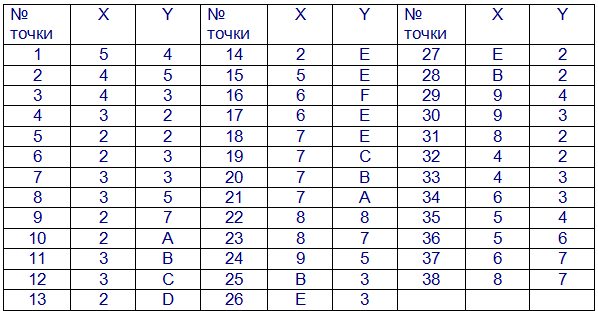 № точки X Y № точки X Y № точки X Y
1 5 4 14 2 E 27 E 2
2 4 5 15 5 E 28 B 2
3 4 3 16 6 F 29 9 4
4 3 2 17 6 E 30 9 3
5 2 2 18 7 E 31 8 2
6 2 3 19 7 C 32 4 2
7 3 3 20 7 B 33 4 3
8 3 5 21 7 A 34 6 3
9 2 7 22 8 8 35 5 4
10 2 A 23 8 7 36 5 6
11 3 B 24 9 5 37 6 7
12 3 C 25 B 3 38 8 7
13 2 D 26 E 3